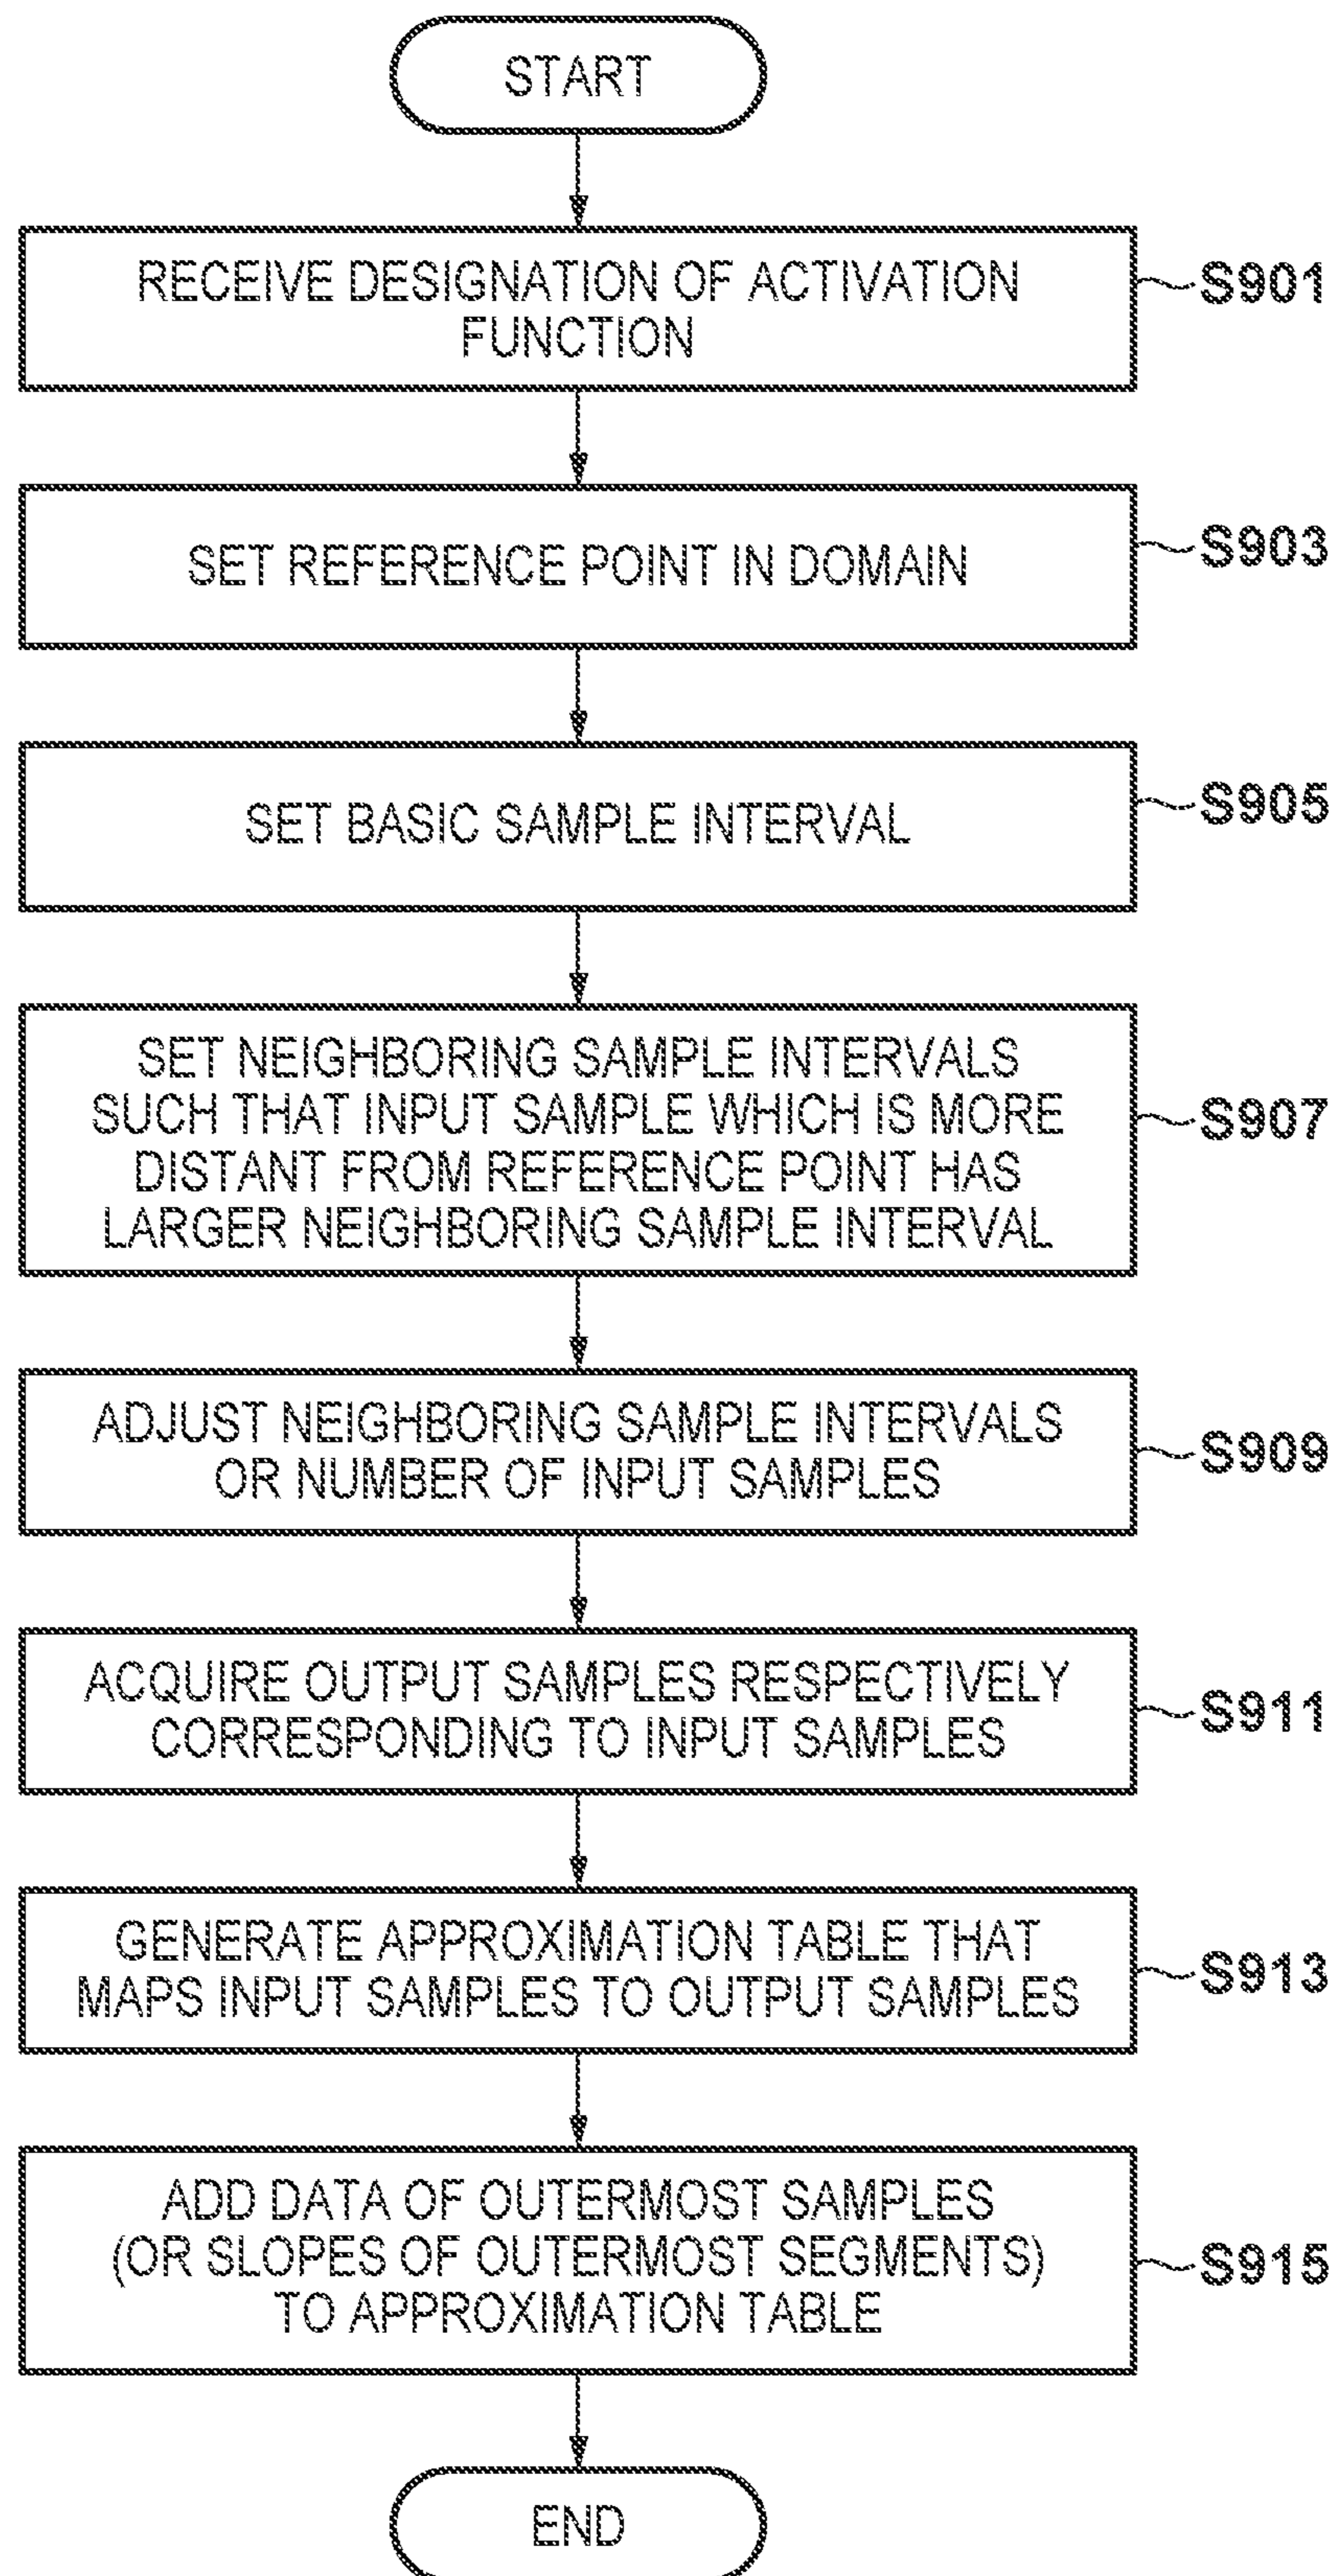 START
RECEIVE DESIGNATION OF ACTIVATION
FUNCTION
S901
SET REFERENCE POINT IN DOMAIN
S903
SET BASIC SAMPLE INTERVAL
S905
SET NEIGHBORING SAMPLE INTERVALS
SUCH THAT INPUT SAMPLE WHICH IS MORE
DISTANT FROM REFERENCE POINT HAS
LARGER NEIGHBORING SAMPLE INTERVAL
S907
ADJUST NEIGHBORING SAMPLE INTERVALS
OR NUMBER OF INPUT SAMPLES
S909
ACQUIRE OUTPUT SAMPLES RESPECTIVELY
CORRESPONDING TO INPUT SAMPLES
S911
GENERATE APPROXIMATION TABLE THAT
MAPS INPUT SAMPLES TO OUTPUT SAMPLES
S913
ADD DATA OF OUTERMOST SAMPLES
(OR SLOPES OF OUTERMOST SEGMENTS)
TO APPROXIMATION TABLE
S915
END